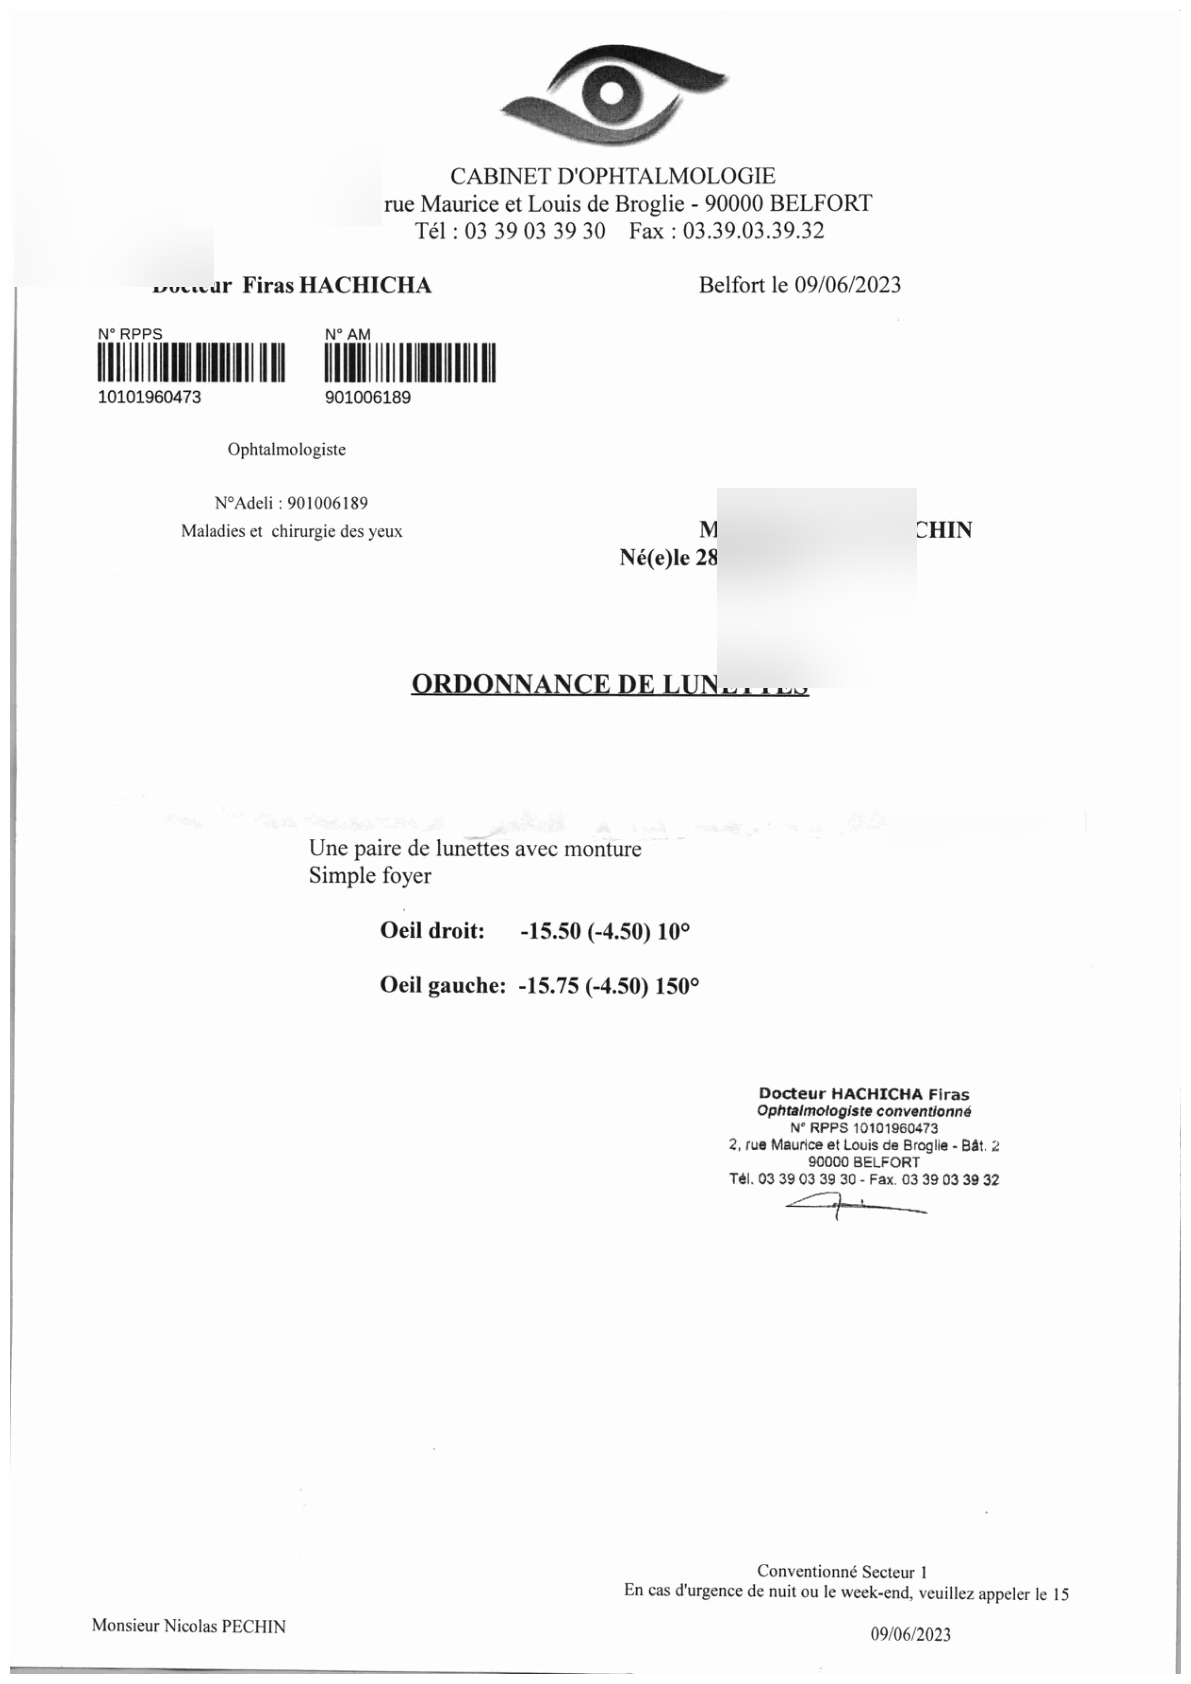 CABINET D'OPHTALMOLOGIE
rue Maurice et Louis de Broglie - 90000 BELFORT
Tél : 03 39 03 39 30 Fax : 03.39.03.39.32
Docteur Firas HACHICHA
Belfort le 09/06/2023
N° RPPS
N° AM
10101960473
901006189
Ophtalmologiste
N°Adeli : 901006189
Maladies et chirurgie des yeux
M CHIN
Né(e)le 28
ORDONNANCE DE LUNETTES
Une paire de lunettes avec monture
Simple foyer
Oeil droit: -15.50 (-4.50) 10°
Oeil gauche: -15.75 (-4.50) 150°
Docteur HACHICHA Firas
Ophtalmologiste conventionné
N° RPPS 10101960473
2, rue Maurice et Louis de Broglie - Bât. 2
90000 BELFORT
Tél. 03 39 03 39 30 - Fax. 03 39 03 39 32
Conventionné Secteur 1
En cas d'urgence de nuit ou le week-end, veuillez appeler le 15
Monsieur Nicolas PECHIN
09/06/2023